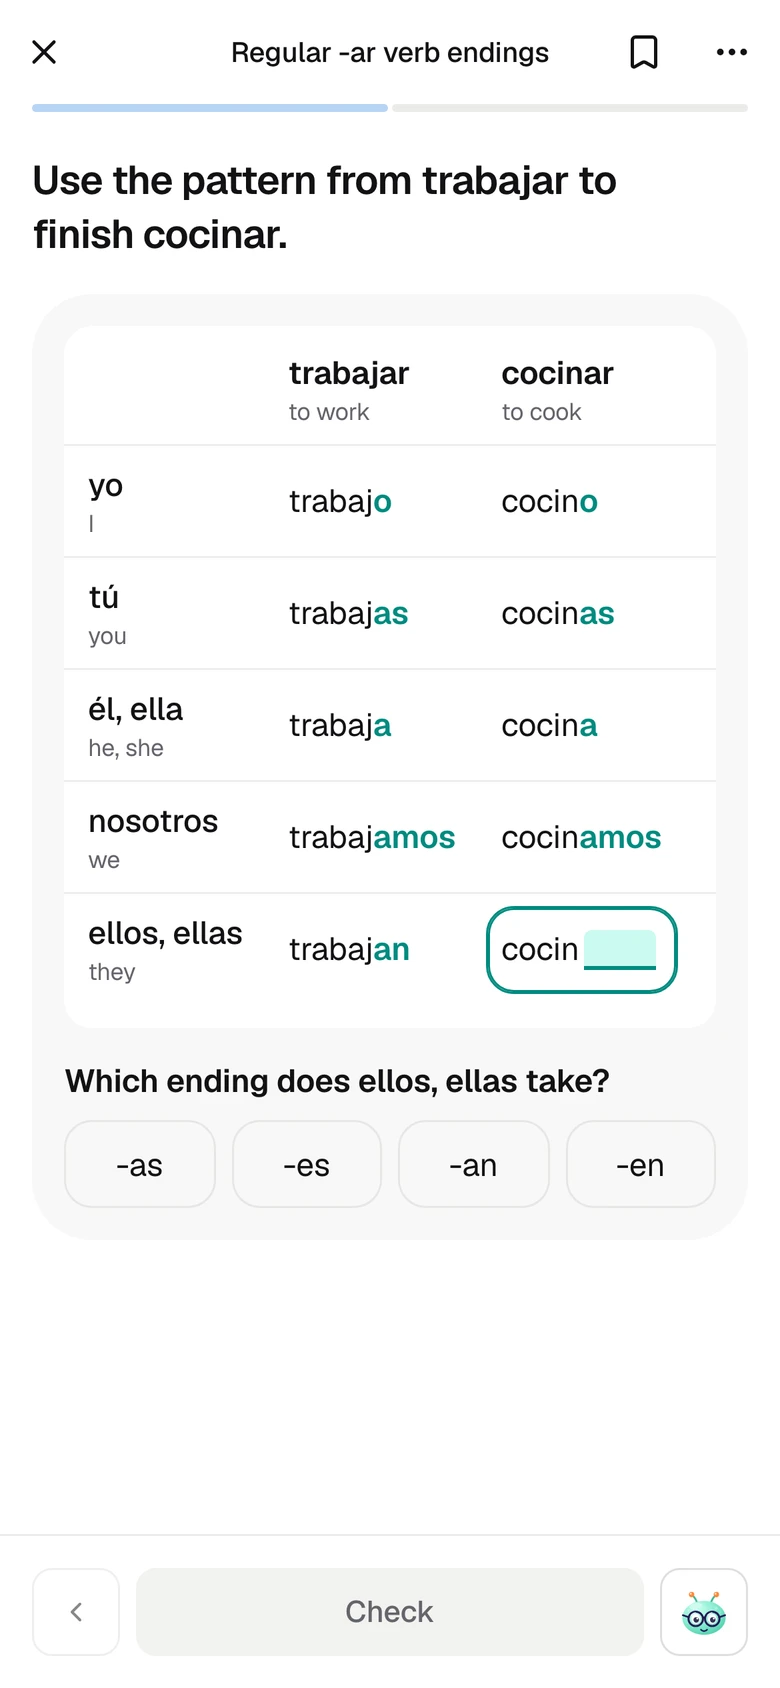 Regular -ar verb endings
Use the pattern from trabajar to
finish cocinar.
trabajar cocinar
to work to cook
yo trabajo cocino
I
tú trabajas cocinas
you
él, ella trabaja cocina
he, she
nosotros trabajamos cocinamos
we
ellos, ellas trabajan cocin
they
Which ending does ellos, ellas take?
-as -es -an -en
Check